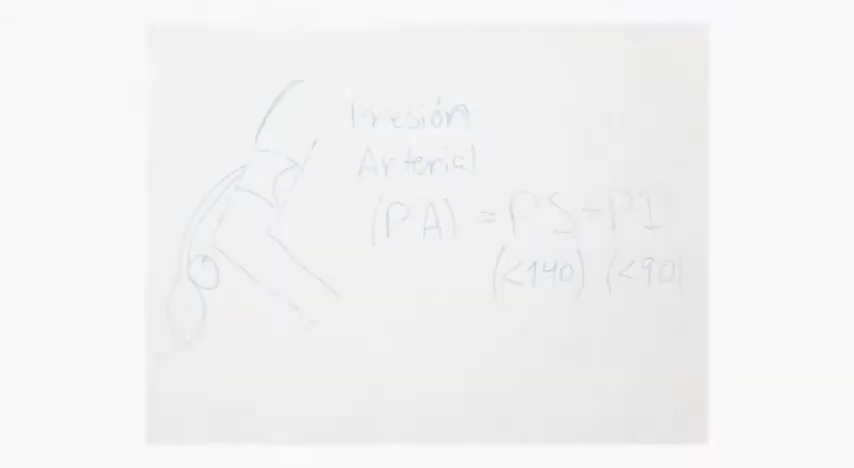 Presión
Arterial
(PA) = PS-PD
(<140) (<90)